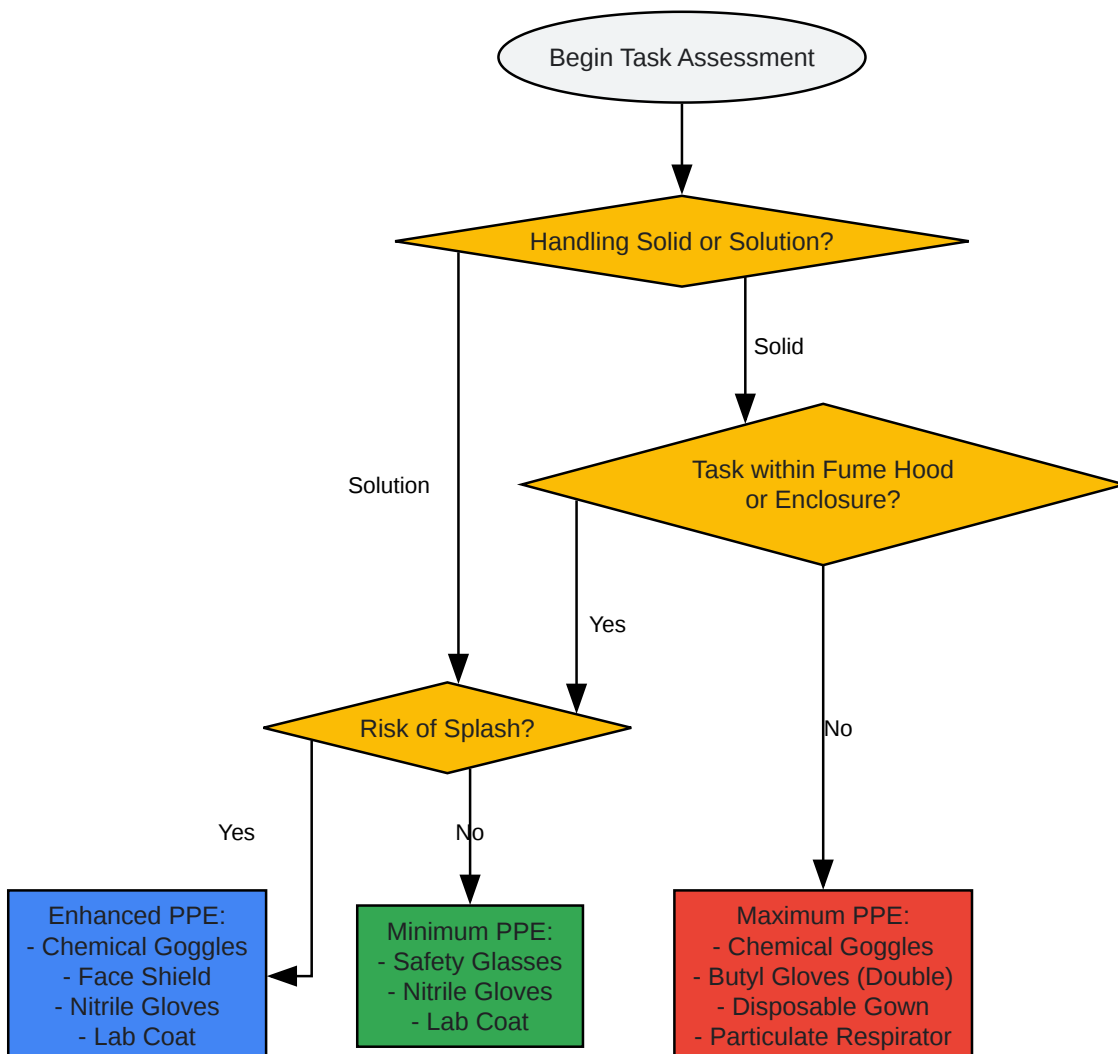 Begin Task Assessment
Handling Solid or Solution?
Solid
Task within Fume Hood
or Enclosure?
Solution
Yes
Risk of Splash?
No
Yes
No
Enhanced PPE:
- Chemical Goggles
- Face Shield
- Nitrile Gloves
- Lab Coat
Minimum PPE:
- Safety Glasses
- Nitrile Gloves
- Lab Coat
Maximum PPE:
- Chemical Goggles
- Butyl Gloves (Double)
- Disposable Gown
- Particulate Respirator